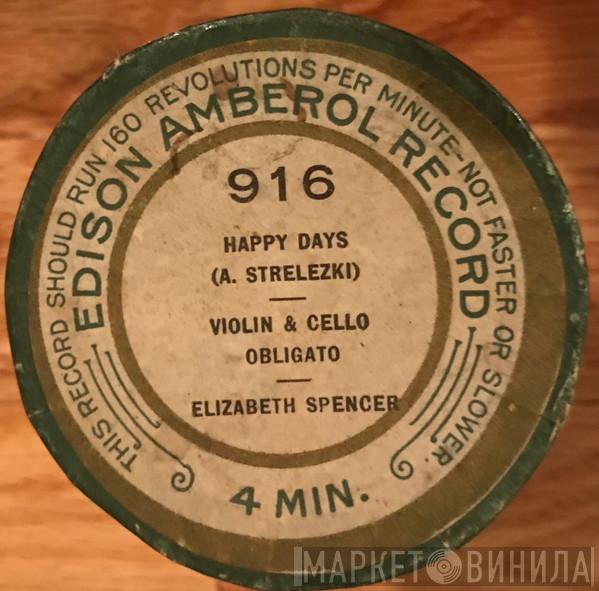 THIS RECORD SHOULD RUN 160 REVOLUTIONS PER MINUTE-NOT FASTER OR SLOWER.
EDISON AMBEROL RECORD
916
HAPPY DAYS
(A. STRELEZKI)
VIOLIN & CELLO
OBLIGATO
ELIZABETH SPENCER
4 MIN.
МАРКЕТ ВИНИЛА